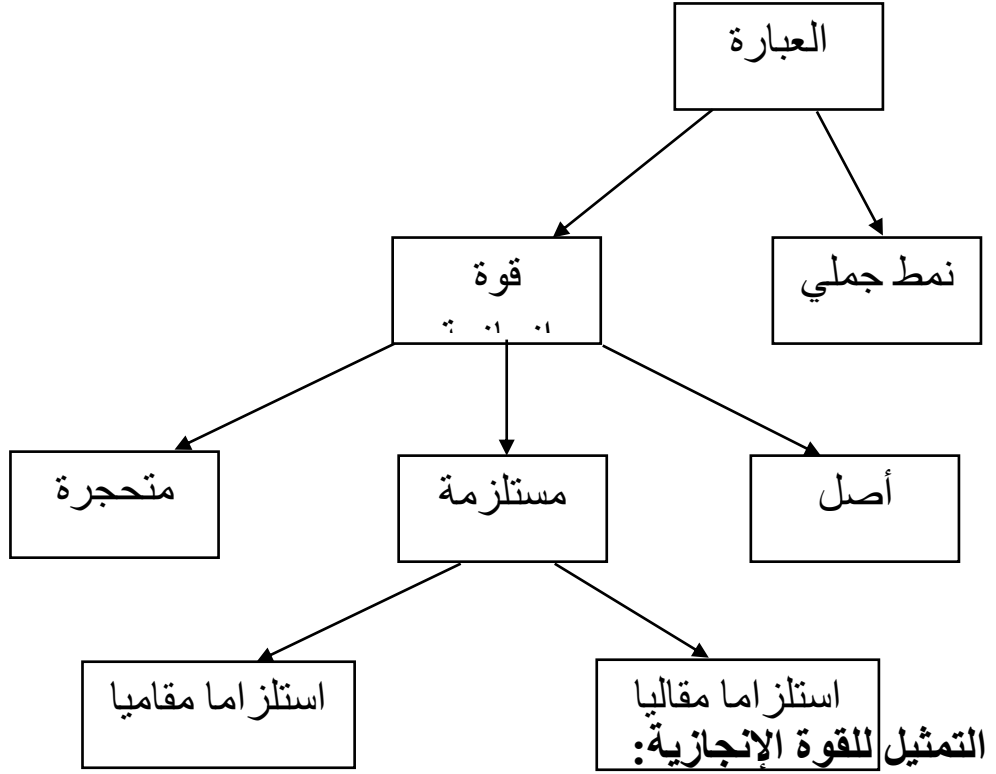 العبارة
نمط جملي
قوة
أصل
مستلزمة
متحجرة
استلزاما مقاليا
استلزاما مقاميا
التمثيل للقوة الإنجازية: